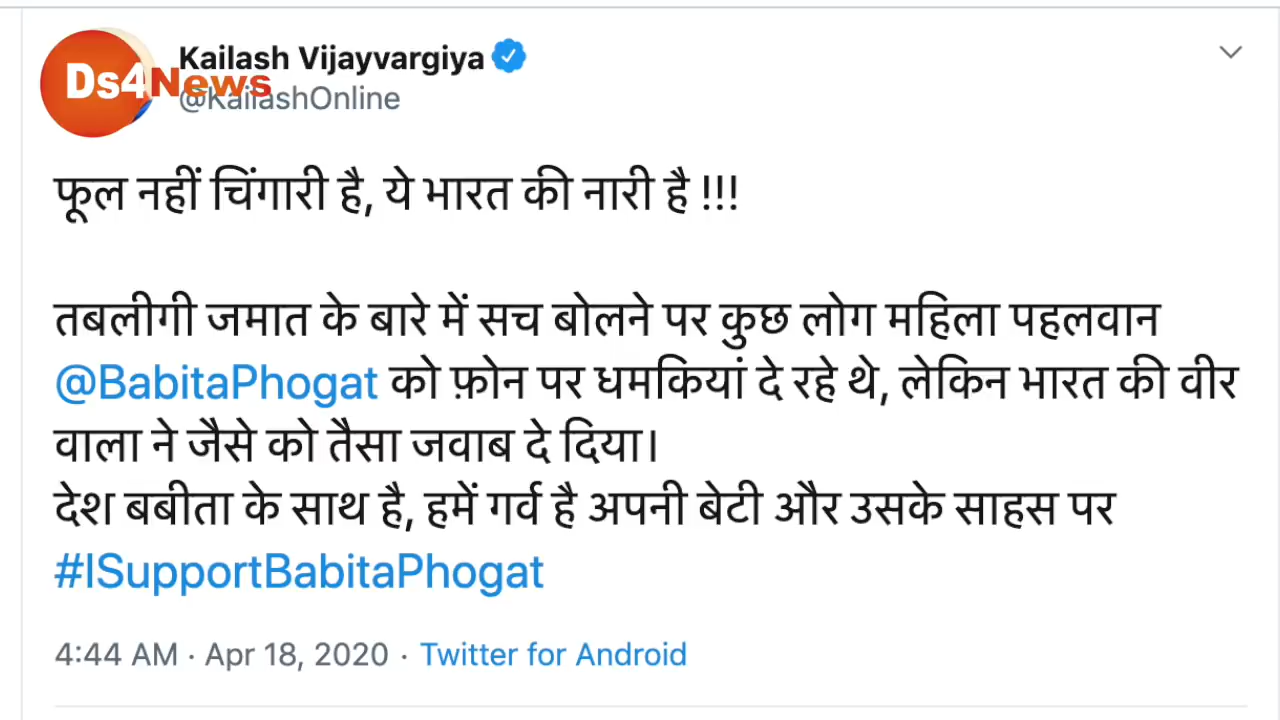 Ds4News
Kailash Vijayvargiya
@KailashOnline
फूल नहीं चिंगारी है, ये भारत की नारी है !!!
तबलीगी जमात के बारे में सच बोलने पर कुछ लोग महिला पहलवान
@BabitaPhogat को फ़ोन पर धमकियां दे रहे थे, लेकिन भारत की वीर
वाला ने जैसे को तैसा जवाब दे दिया।
देश बबीता के साथ है, हमें गर्व है अपनी बेटी और उसके साहस पर
#ISupportBabitaPhogat
4:44 AM · Apr 18, 2020 · Twitter for Android